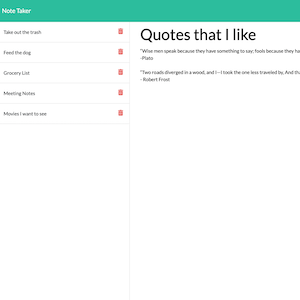 Note Taker
Take out the trash
Feed the dog
Grocery List
Meeting Notes
Movies I want to see
Quotes that I like
"Wise men speak because they have something to say; fools because they ha
-Plato
"Two roads diverged in a wood, and I--I took the one less traveled by, And th
- Robert Frost